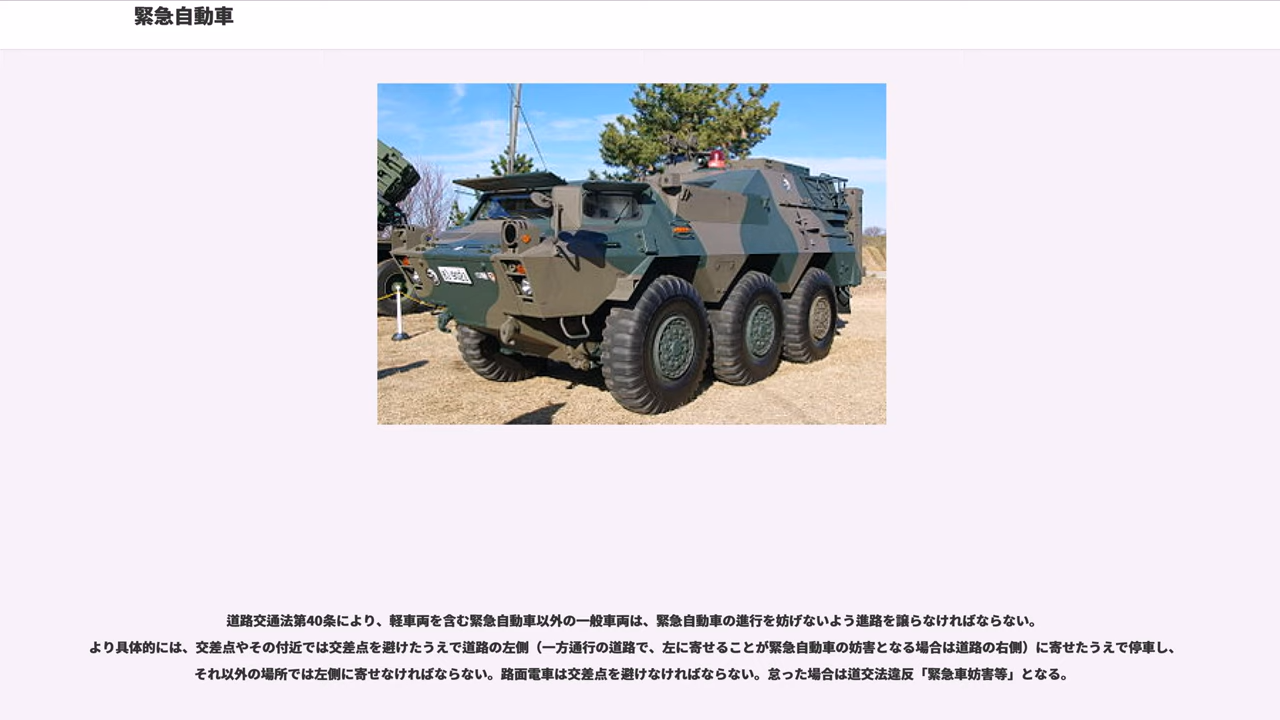 緊急自動車
道路交通法第40条により、軽車両を含む緊急自動車以外の一般車両は、緊急自動車の進行を妨げないよう進路を譲らなければならない。
より具体的には、交差点やその付近では交差点を避けたうえで道路の左側（一方通行の道路で、左に寄せることが緊急自動車の妨害となる場合は道路の右側）に寄せたうえで停車し、
それ以外の場所では左側に寄せなければならない。路面電車は交差点を避けなければならない。怠った場合は道交法違反「緊急車妨害等」となる。